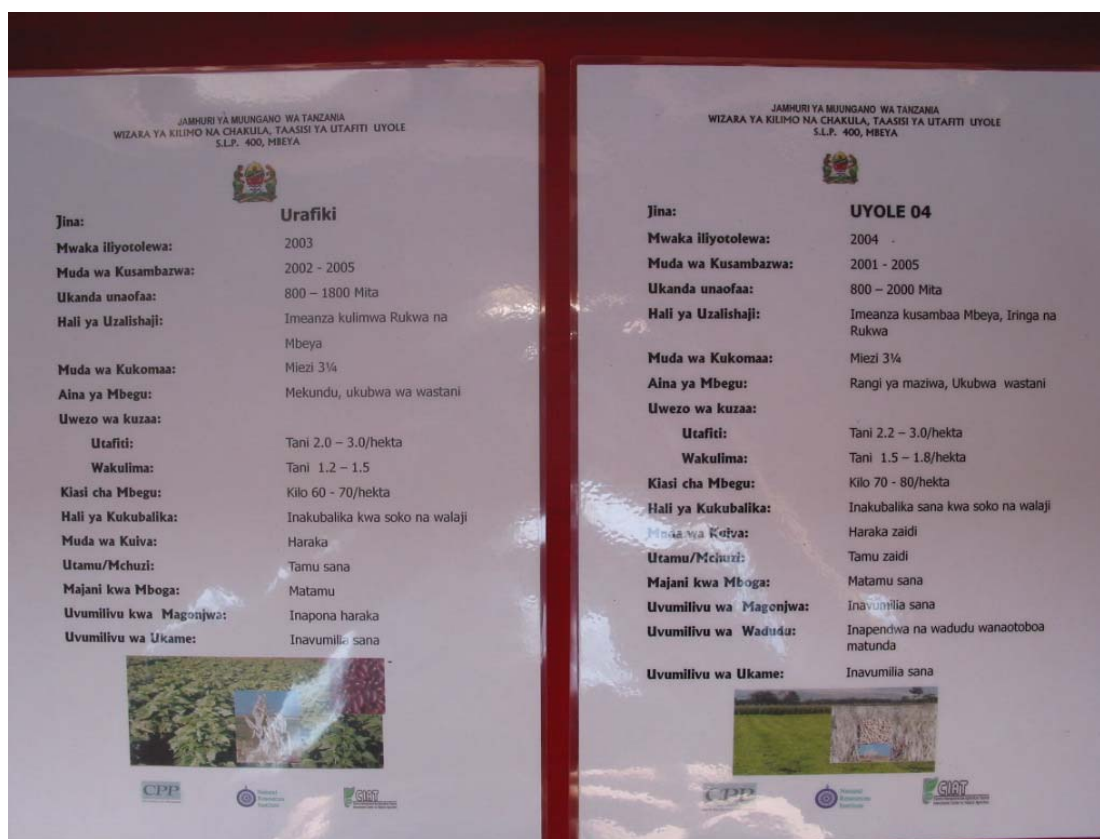 JAMHURI YA MUUNGANO WA TANZANIA
WIZARA YA KILIMO NA CHAKULA, TAASISI YA UTAFITI UYOLE
S.L.P. 400, MBEYA
Jina: Urafiki
Mwaka iliyotolewa: 2003
Muda wa Kusambazwa: 2002 - 2005
Ukanda unaofaa: 800 – 1800 Mita
Hali ya Uzalishaji: Imeanza kulimwa Rukwa na
Mbeya
Muda wa Kukomaa: Miezi 3¼
Aina ya Mbegu: Mekundu, ukubwa wa wastani
Uwezo wa kuzaa:
Utafiti: Tani 2.0 – 3.0/hekta
Wakulima: Tani 1.2 – 1.5
Kiasi cha Mbegu: Kilo 60 - 70/hekta
Hali ya Kukubalika: Inakubalika kwa soko na walaji
Muda wa Kuiva: Haraka
Utamu/Mchuzi: Tamu sana
Majani kwa Mboga: Matamu
Uvumilivu kwa Magonjwa: Inapona haraka
Uvumilivu wa Ukame: Inavumilia sana
CPP
Natural
Resources
Institute
CIAT
JAMHURI YA MUUNGANO WA TANZANIA
WIZARA YA KILIMO NA CHAKULA, TAASISI YA UTAFITI UYOLE
S.L.P. 400, MBEYA
Jina: UYOLE 04
Mwaka iliyotolewa: 2004
Muda wa Kusambazwa: 2001 - 2005
Ukanda unaofaa: 800 – 2000 Mita
Hali ya Uzalishaji: Imeanza kusambaa Mbeya, Iringa na
Rukwa
Muda wa Kukomaa: Miezi 3¼
Aina ya Mbegu: Rangi ya maziwa, Ukubwa wastani
Uwezo wa kuzaa:
Utafiti: Tani 2.2 – 3.0/hekta
Wakulima: Tani 1.5 – 1.8/hekta
Kiasi cha Mbegu: Kilo 70 - 80/hekta
Hali ya Kukubalika: Inakubalika sana kwa soko na walaji
Muda wa Kuiva: Haraka zaidi
Utamu/Mchuzi: Tamu zaidi
Majani kwa Mboga: Matamu sana
Uvumilivu wa Magonjwa: Inavumilia sana
Uvumilivu wa Wadudu: Inapendwa na wadudu wanaotoboa
matunda
Uvumilivu wa Ukame: Inavumilia sana
CPP
Natural
Resources
Institute
CIAT